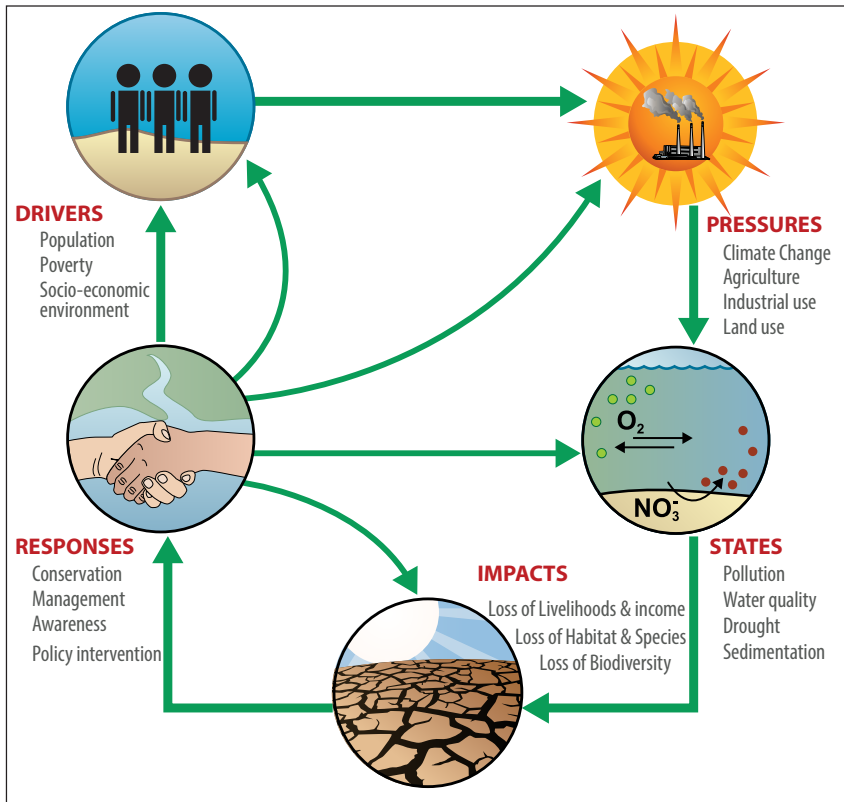 DRIVERS
Population
Poverty
Socio-economic
environment
PRESSURES
Climate Change
Agriculture
Industrial use
Land use
O₂
NO₃⁻
RESPONSES
Conservation
Management
Awareness
Policy intervention
IMPACTS
Loss of Livelihoods & income
Loss of Habitat & Species
Loss of Biodiversity
STATES
Pollution
Water quality
Drought
Sedimentation